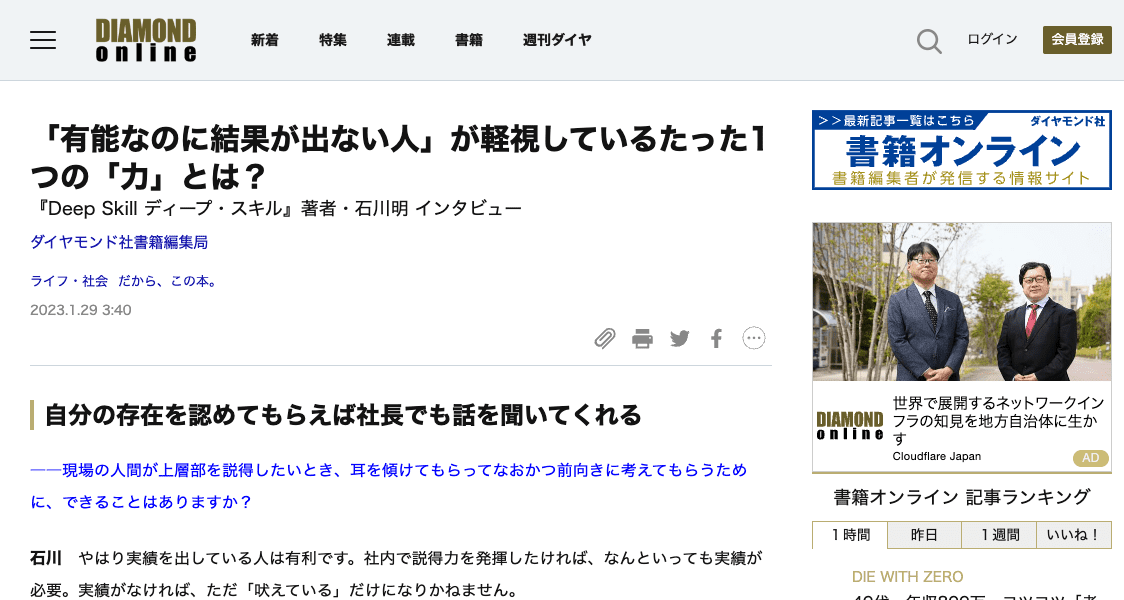 DIAMOND online
新着 特集 連載 書籍 週刊ダイヤ
ログイン 会員登録
「有能なのに結果が出ない人」が軽視しているたった1
つの「力」とは？
『Deep Skill ディープ・スキル』著者・石川明 インタビュー
ダイヤモンド社書籍編集局
ライフ・社会 だから、この本。
2023.1.29 3:40
自分の存在を認めてもらえば社長でも話を聞いてくれる
――現場の人間が上層部を説得したいとき、耳を傾けてもらってなおかつ前向きに考えてもらうため
に、できることはありますか？
石川　やはり実績を出している人は有利です。社内で説得力を発揮したければ、なんといっても実績が
必要。実績がなければ、ただ「吠えている」だけになりかねません。
>>最新記事一覧はこちら ダイヤモンド社
書籍オンライン
書籍編集者が発信する情報サイト
DIAMOND online
世界で展開するネットワークイン
フラの知見を地方自治体に生か
す
Cloudflare Japan
AD
書籍オンライン 記事ランキング
1時間 昨日 1週間 いいね！
DIE WITH ZERO